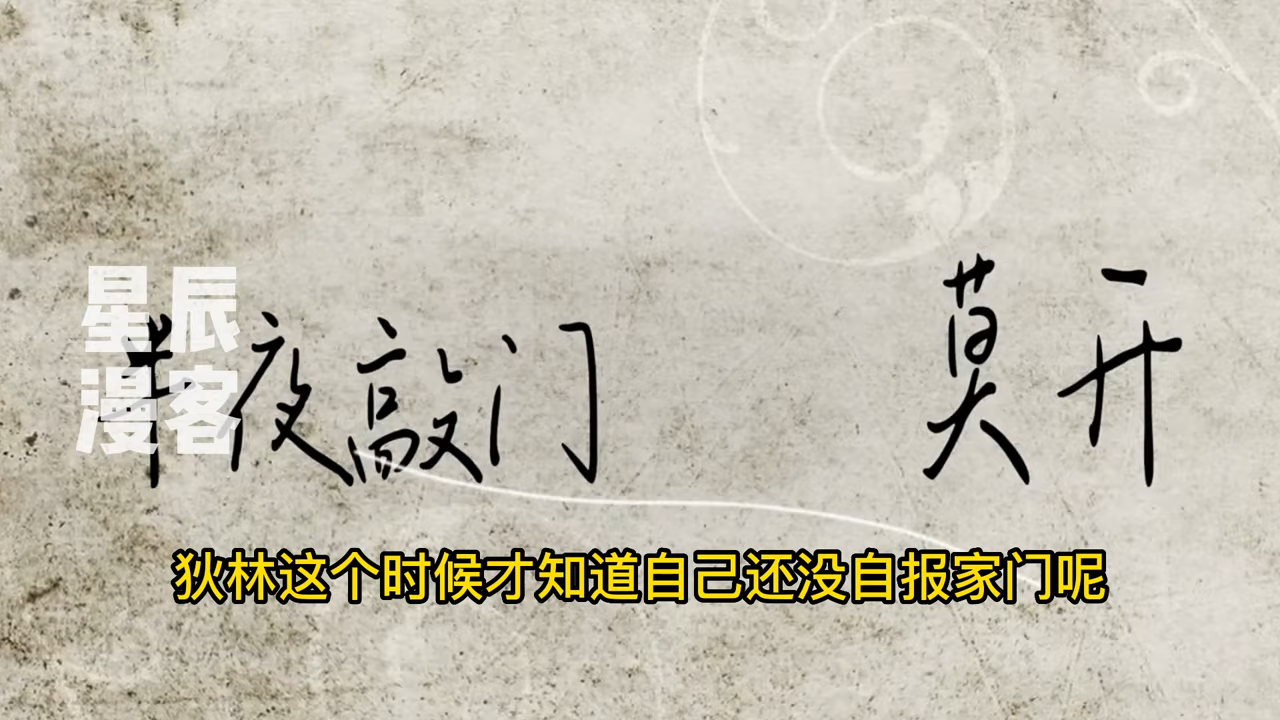 星辰
漫客
半夜敲门 莫开
狄林这个时候才知道自己还没自报家门呢